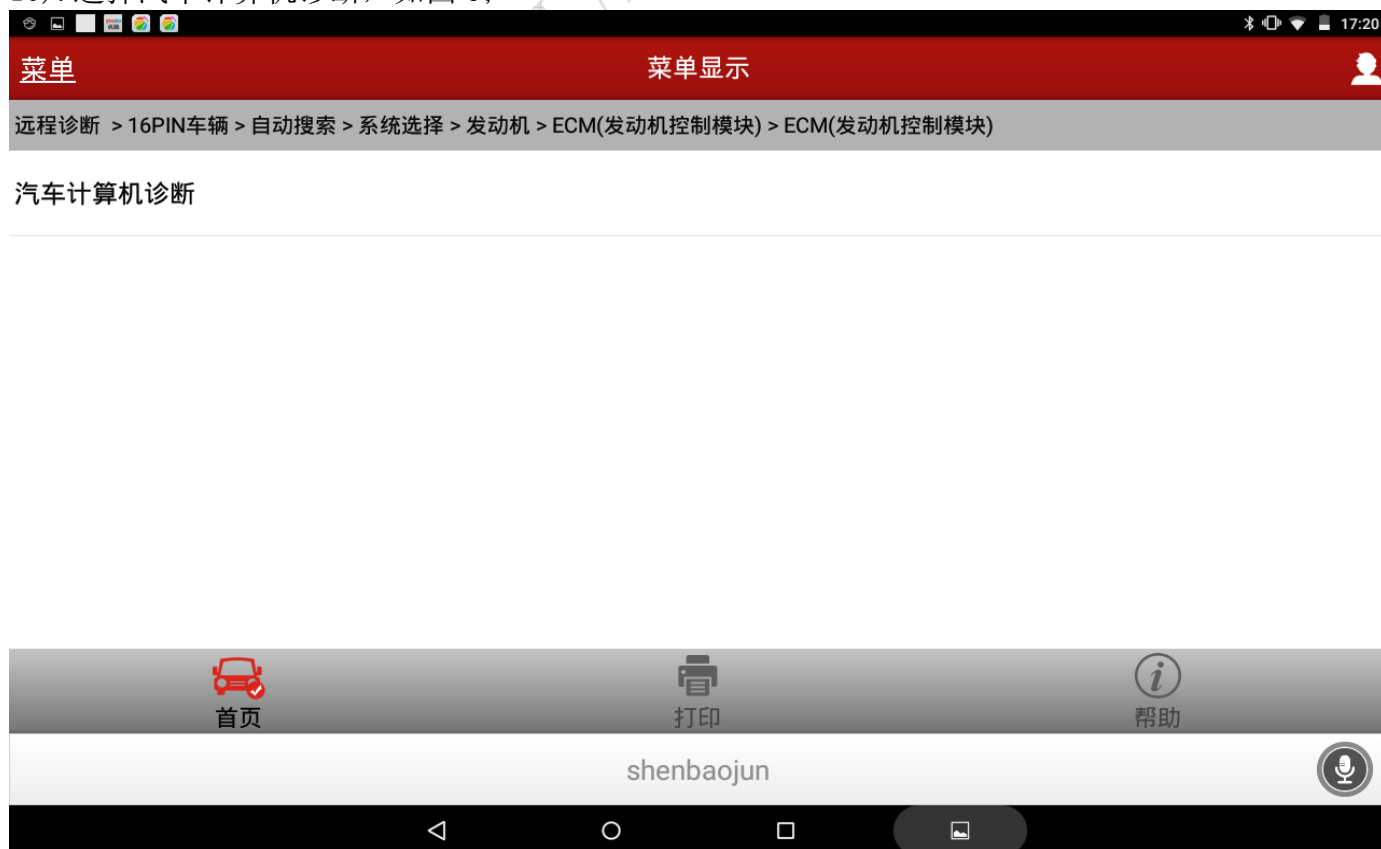 17:20
菜单
菜单显示
远程诊断 > 16PIN车辆 > 自动搜索 > 系统选择 > 发动机 > ECM(发动机控制模块) > ECM(发动机控制模块)
汽车计算机诊断
首页
打印
帮助
shenbaojun